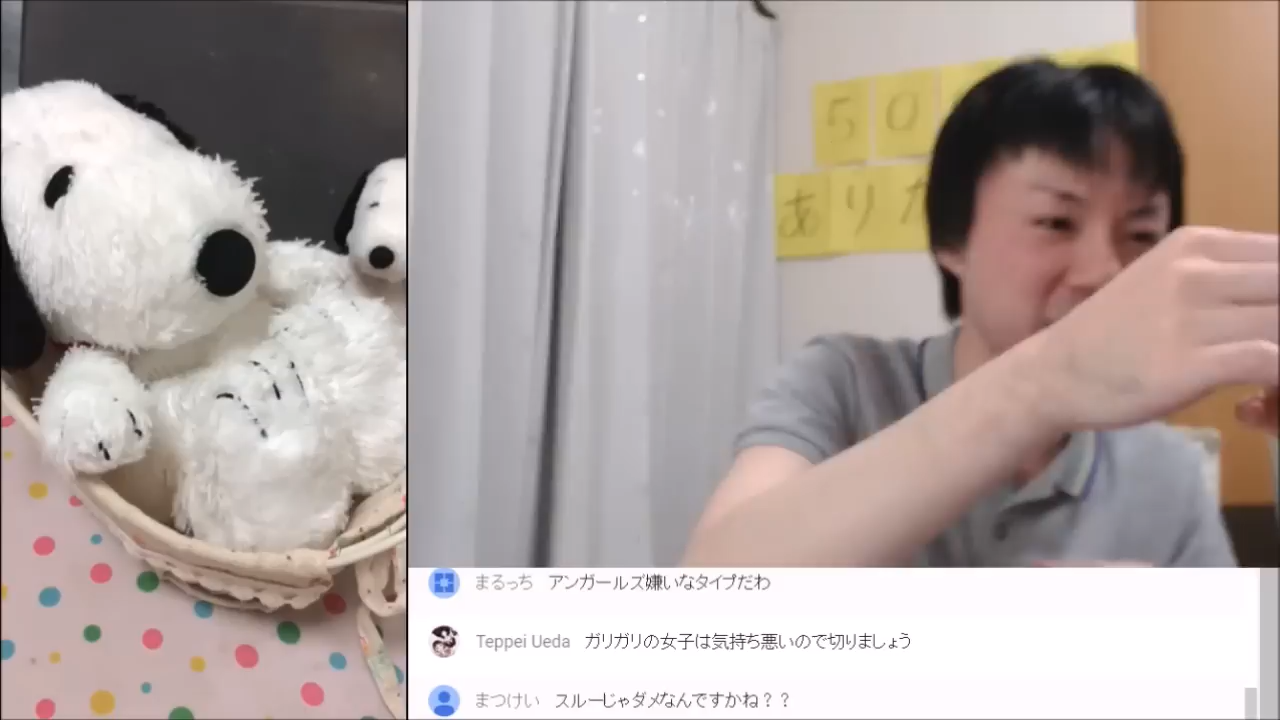 50
ありが
まるっち アンガールズ嫌いなタイプだわ
Teppei Ueda ガリガリの女子は気持ち悪いので切りましょう
まつけい スルーじゃダメなんですかね？？